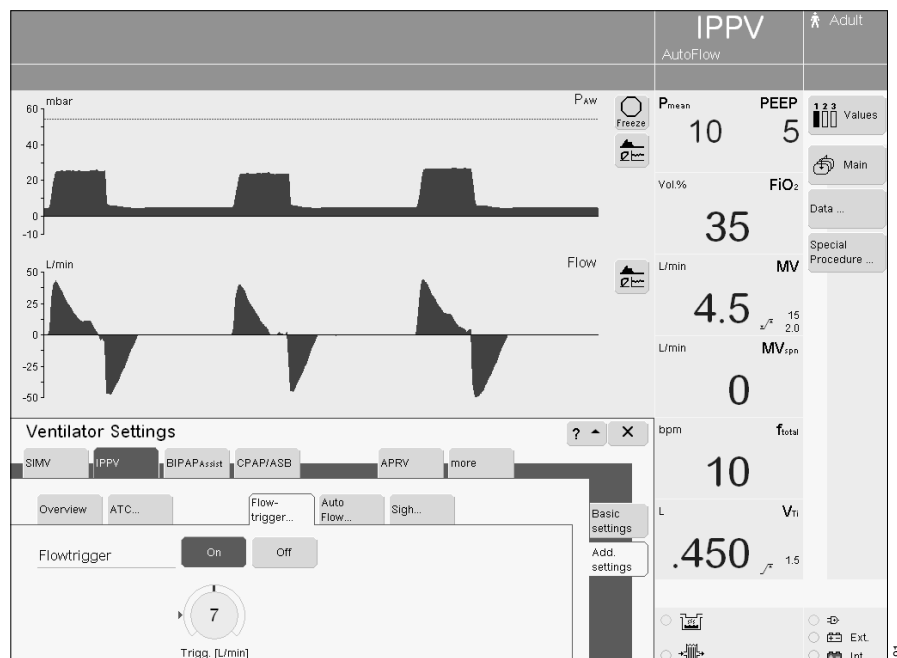 IPPV
AutoFlow
Adult
mbar
PAW
60
40
20
0
-10
Freeze
Pmean PEEP
10 5
1 2 3
Values
Main
Vol.% FiO2
35
Data ...
Special
Procedure ...
L/min
Flow
50
25
0
-25
-50
L/min MV
4.5
15
2.0
L/min MVspn
0
Ventilator Settings
? X
SIMV IPPV BIPAPAssist CPAP/ASB APRV more
bpm ftotal
10
Overview ATC... Flow-
trigger... Auto
Flow... Sigh...
Basic
settings
L VTi
.450
1.5
Flowtrigger On Off
Add.
settings
7
Trigg. [L/min]
Ext.
Int.